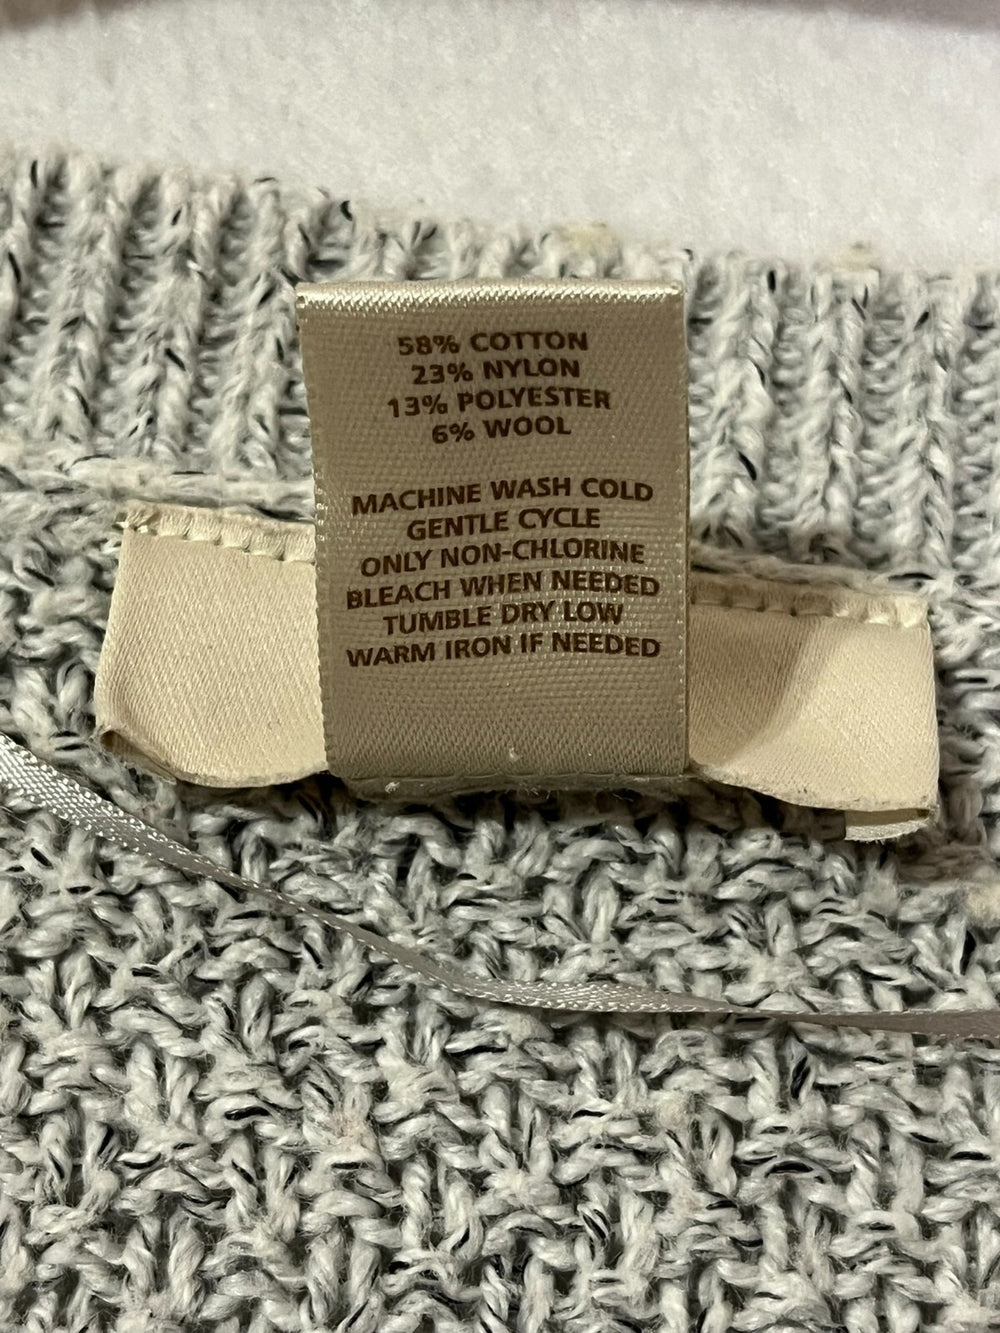 58% COTTON
23% NYLON
13% POLYESTER
6% WOOL
MACHINE WASH COLD
GENTLE CYCLE
ONLY NON-CHLORINE
BLEACH WHEN NEEDED
TUMBLE DRY LOW
WARM IRON IF NEEDED